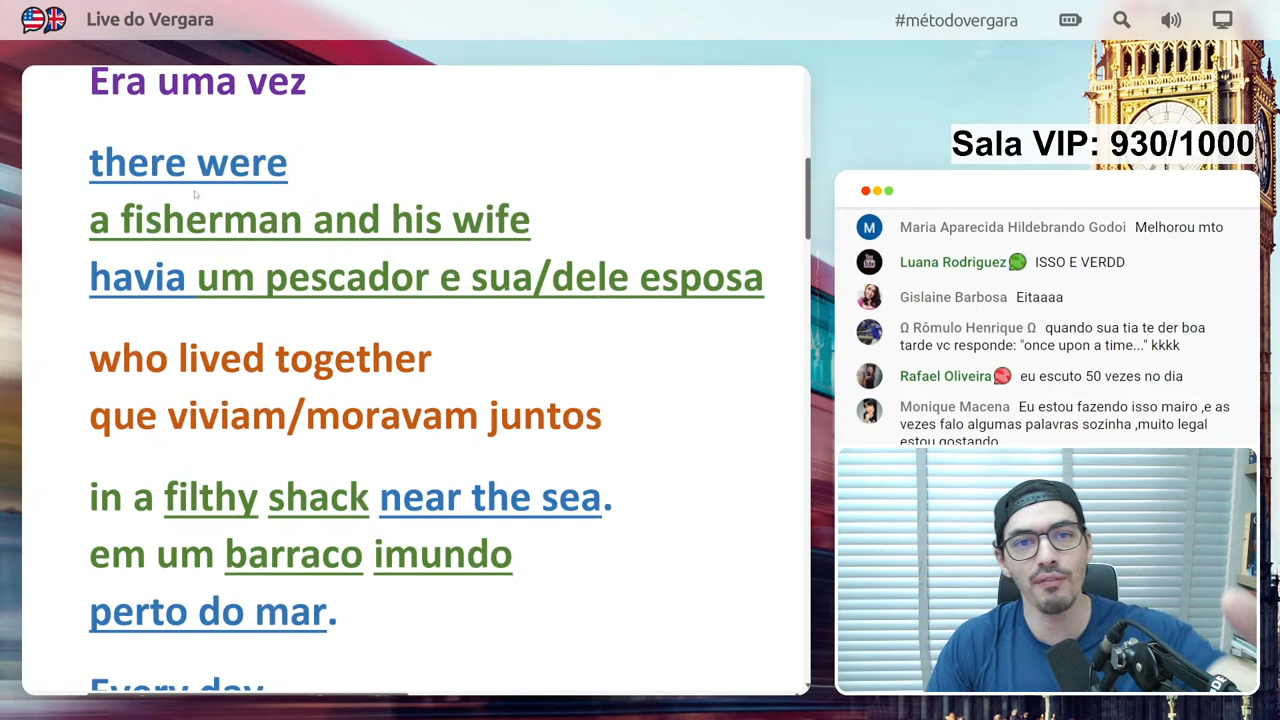 Live do Vergara
#métodovergara
Era uma vez
there were
a fisherman and his wife
havia um pescador e sua/dele esposa
who lived together
que viviam/moravam juntos
in a filthy shack near the sea.
em um barraco imundo
perto do mar.
Every day
Sala VIP: 930/1000
M Maria Aparecida Hildebrando Godoi Melhorou mto
Luana Rodriguez ISSO E VERDD
Gislaine Barbosa Eitaaaa
Ω Rômulo Henrique Ω quando sua tia te der boa
tarde vc responde: "once upon a time..." kkkk
Rafael Oliveira eu escuto 50 vezes no dia
Monique Macena Eu estou fazendo isso mairo ,e as
vezes falo algumas palavras sozinha ,muito legal
estou gostando